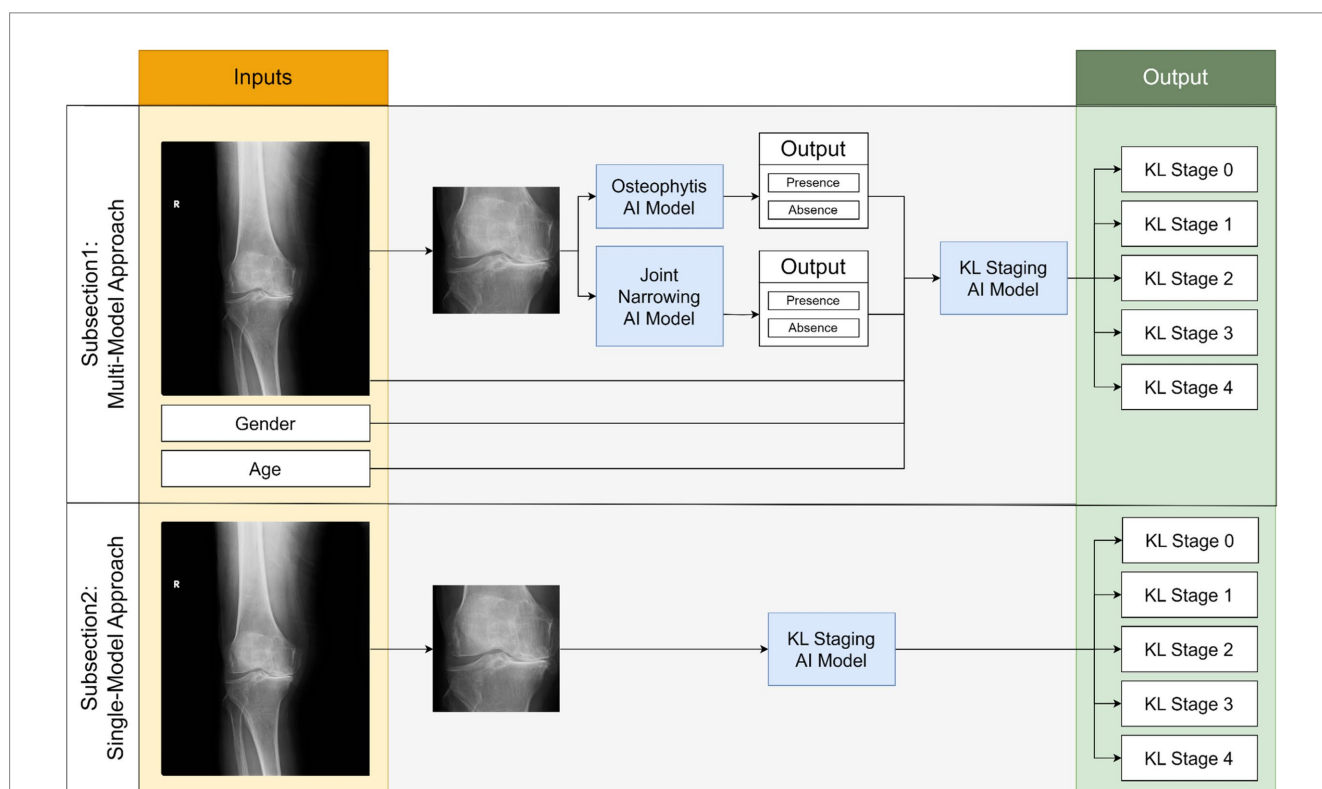 Inputs
Output
Subsection1:
Multi-Model Approach
R
Gender
Age
Osteophytis
AI Model
Joint
Narrowing
AI Model
Output
Presence
Absence
Output
Presence
Absence
KL Staging
AI Model
KL Stage 0
KL Stage 1
KL Stage 2
KL Stage 3
KL Stage 4
Subsection2:
Single-Model Approach
R
KL Staging
AI Model
KL Stage 0
KL Stage 1
KL Stage 2
KL Stage 3
KL Stage 4